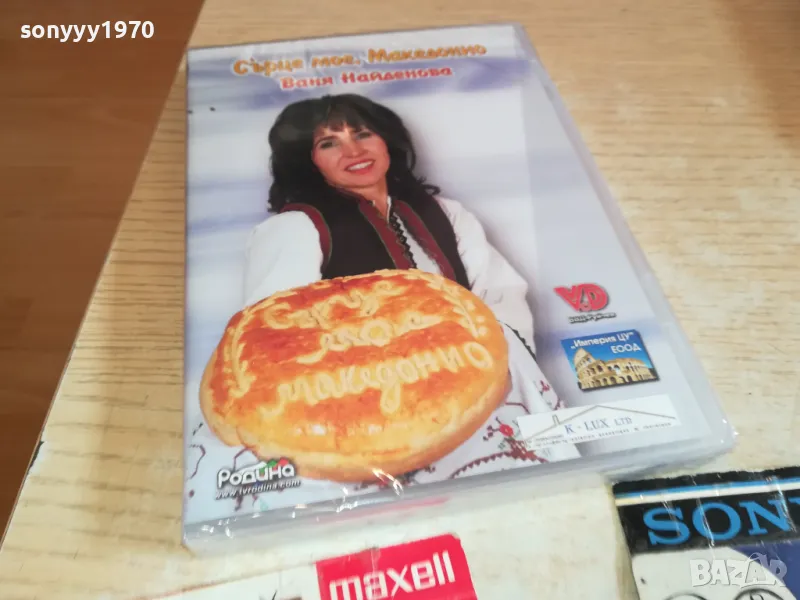 sonyyy1970
Сърце мое, Македонио
Ваня Найденова
Сърце
мое
македонио
"Империя ЦУ"
ЕООД
K - LUX LTD
Родина
www.tvrodina.com
maxell
SONY
BAZAR